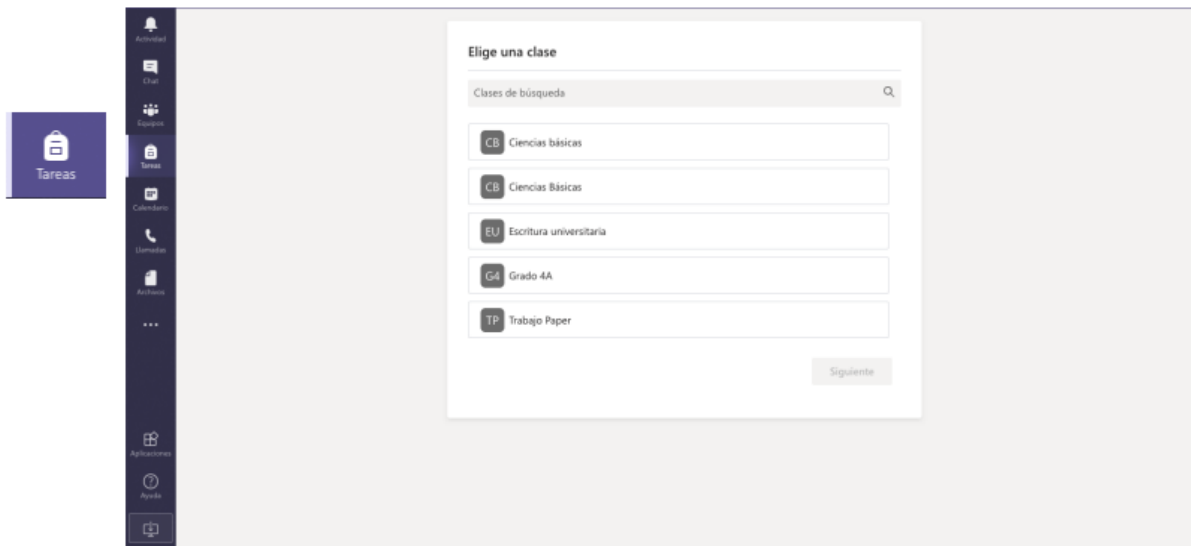 Tareas
Actividad
Chat
Equipos
Tareas
Calendario
Llamadas
Archivos
Aplicaciones
Ayuda
Elige una clase
Clases de búsqueda
CB Ciencias básicas
CB Ciencias Básicas
EU Escritura universitaria
G4 Grado 4A
TP Trabajo Paper
Siguiente